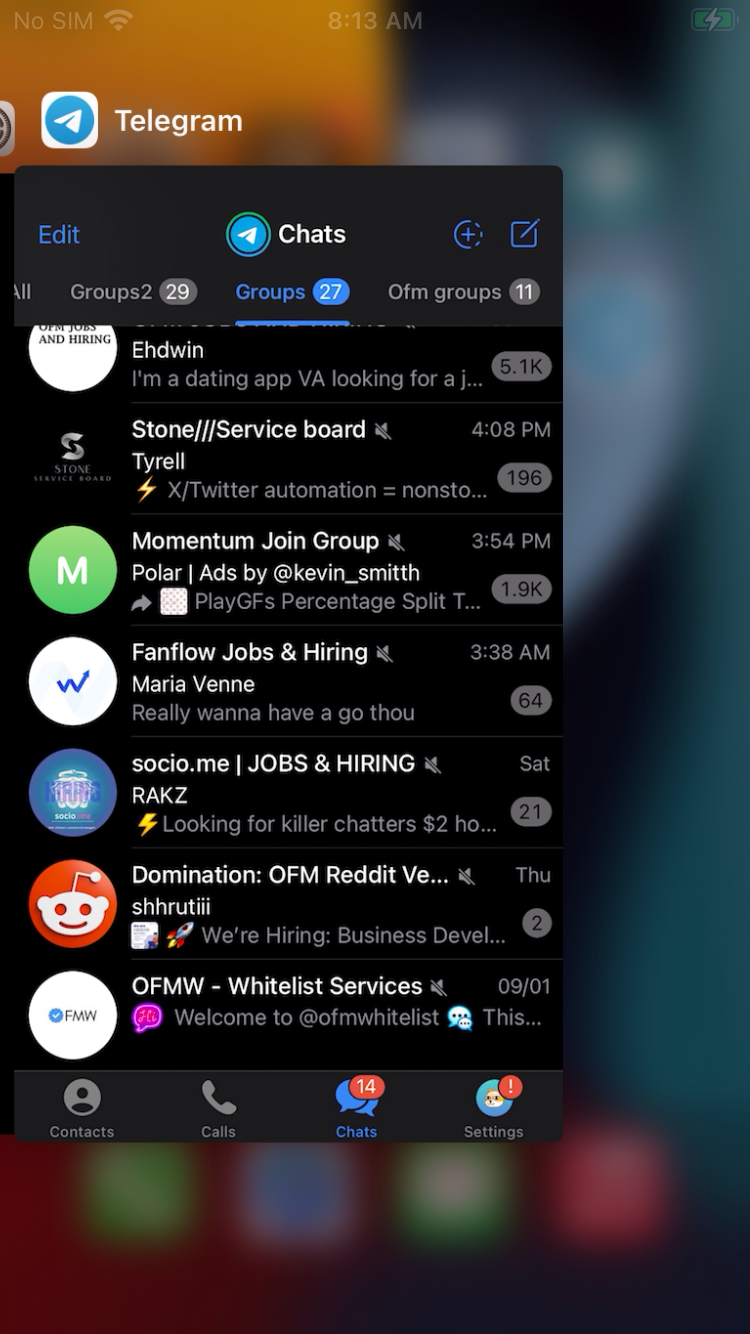 No SIM 8:13 AM
Telegram
Edit Chats
All Groups2 29 Groups 27 Ofm groups 11
OFM JOBS
AND HIRING
Ehdwin
I'm a dating app VA looking for a j... 5.1K
Stone///Service board 4:08 PM
STONE
SERVICE BOARD
Tyrell
⚡ X/Twitter automation = nonsto... 196
M
Momentum Join Group 3:54 PM
Polar | Ads by @kevin_smitth
PlayGFs Percentage Split T... 1.9K
Fanflow Jobs & Hiring 3:38 AM
Maria Venne
Really wanna have a go thou 64
socio.me | JOBS & HIRING Sat
socio.me
RAKZ
⚡Looking for killer chatters $2 ho... 21
Domination: OFM Reddit Ve... Thu
shhrutiii
🚀 We're Hiring: Business Devel... 2
OFMW - Whitelist Services 09/01
FMW
Hi Welcome to @ofmwhitelist 💬 This...
14 !
Contacts Calls Chats Settings